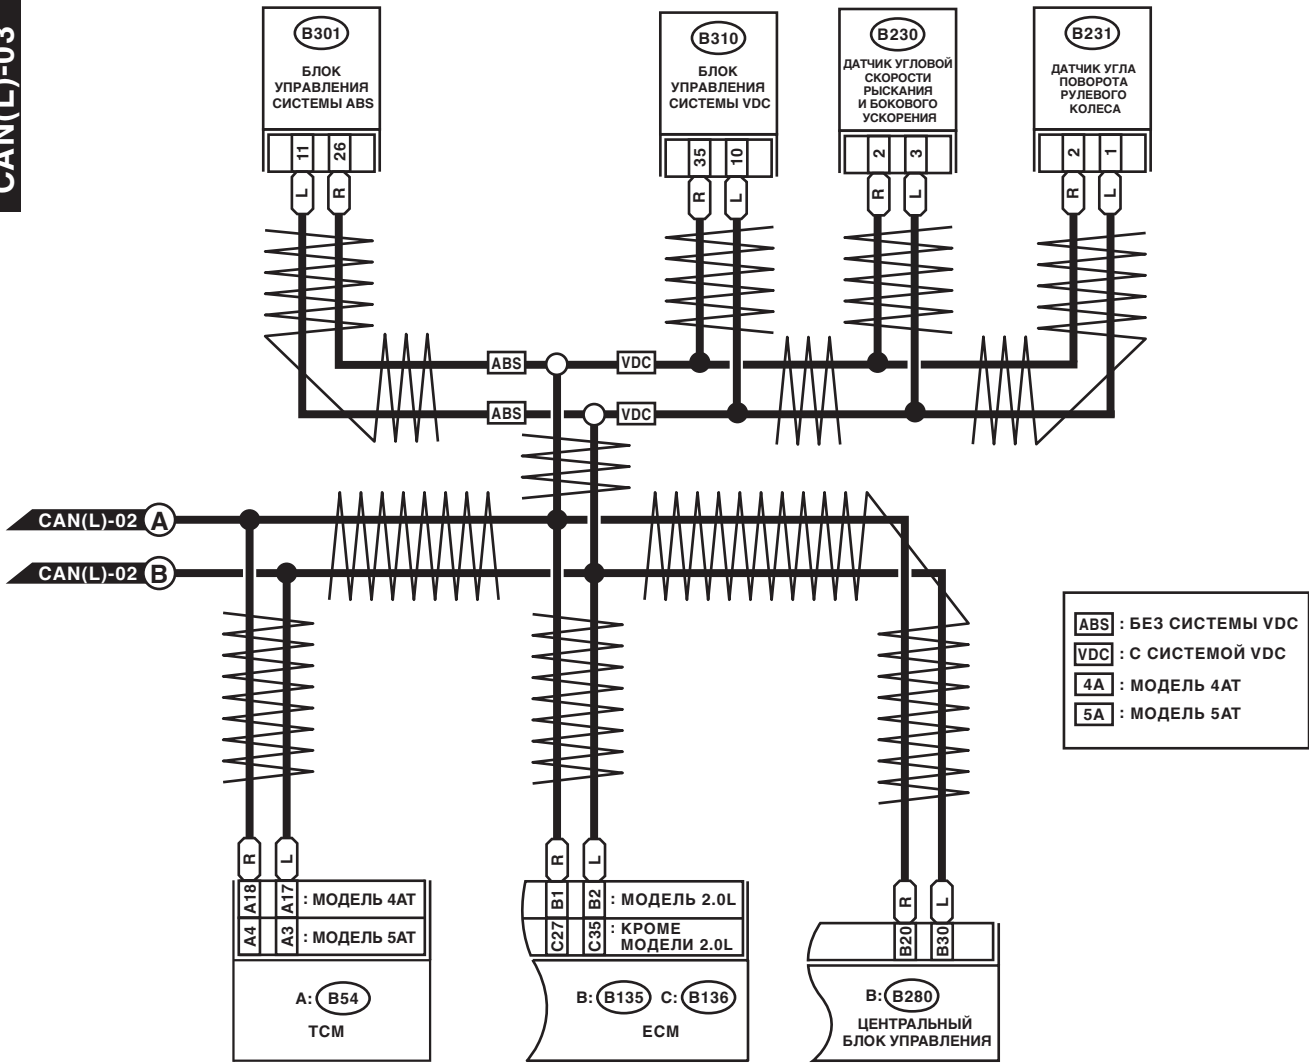 CAN(L)-03
B301
БЛОК
УПРАВЛЕНИЯ
СИСТЕМЫ ABS
11
26
L
R
B310
БЛОК
УПРАВЛЕНИЯ
СИСТЕМЫ VDC
35
10
R
L
B230
ДАТЧИК УГЛОВОЙ
СКОРОСТИ
РЫСКАНИЯ
И БОКОВОГО
УСКОРЕНИЯ
2
3
R
L
B231
ДАТЧИК УГЛА
ПОВОРОТА
РУЛЕВОГО
КОЛЕСА
2
1
R
L
ABS
VDC
ABS
VDC
CAN(L)-02 A
CAN(L)-02 B
ABS : БЕЗ СИСТЕМЫ VDC
VDC : С СИСТЕМОЙ VDC
4A : МОДЕЛЬ 4AT
5A : МОДЕЛЬ 5AT
R
L
A18
A17
: МОДЕЛЬ 4AT
A4
A3
: МОДЕЛЬ 5AT
A: B54
TCM
R
L
B1
B2
: МОДЕЛЬ 2.0L
C27
C35
: КРОМЕ
МОДЕЛИ 2.0L
B: B135 C: B136
ECM
R
L
B20
B30
B: B280
ЦЕНТРАЛЬНЫЙ
БЛОК УПРАВЛЕНИЯ